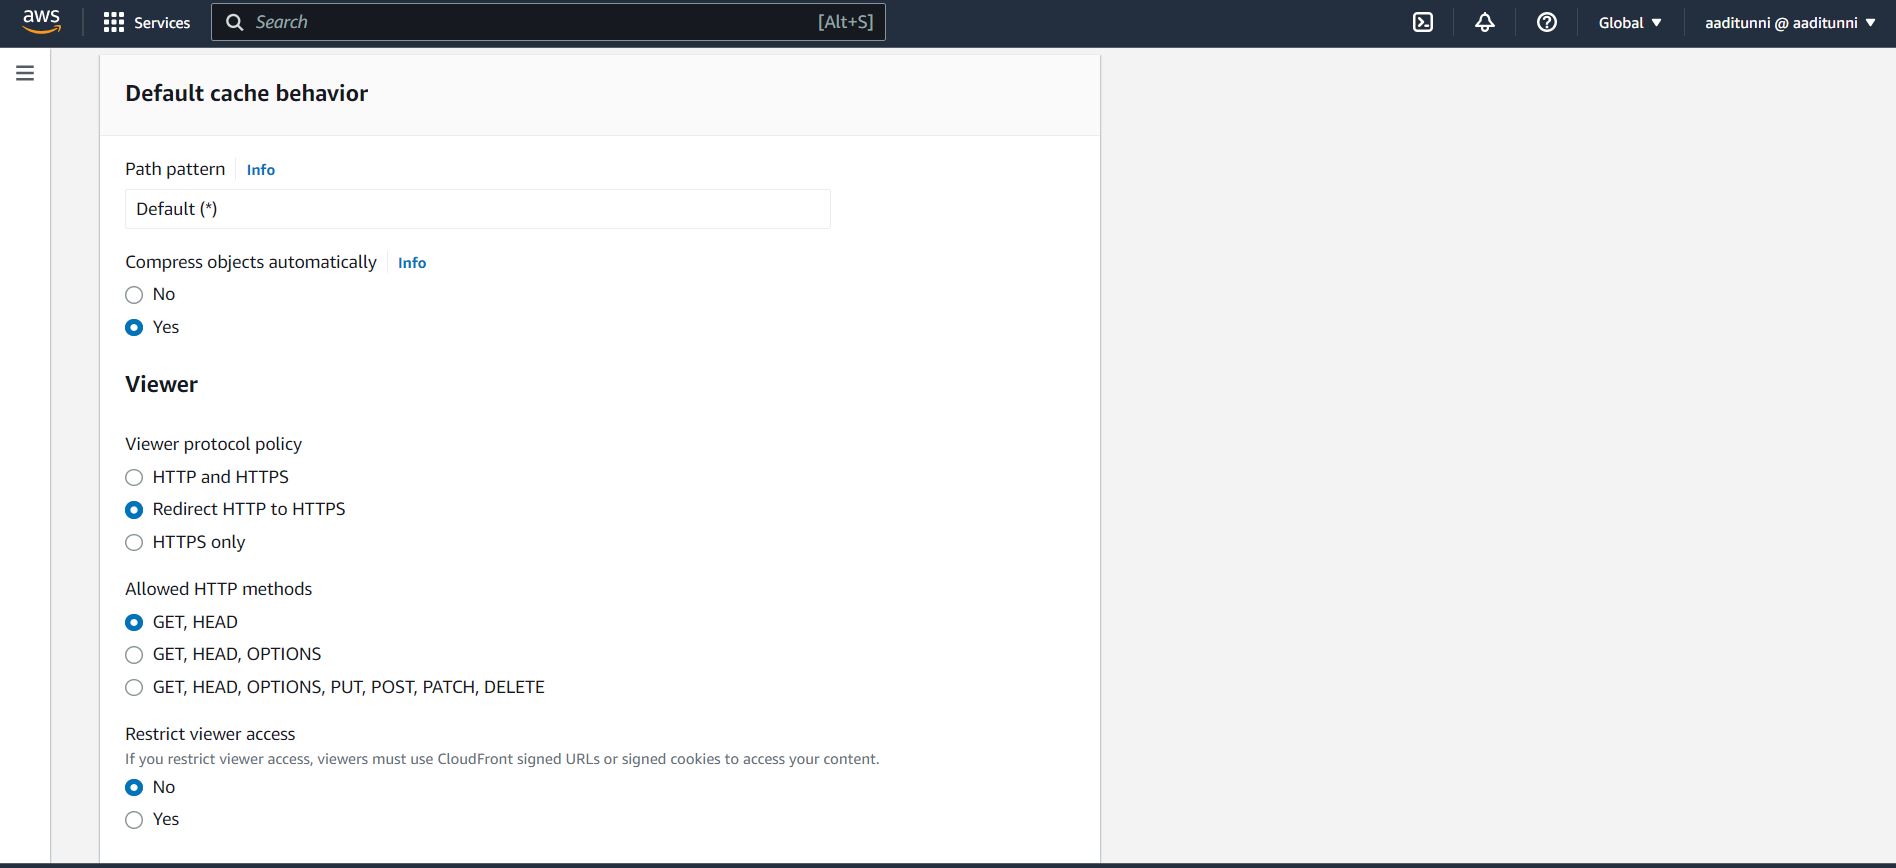 aws Services Search [Alt+S] Global aaditunni @ aaditunni
Default cache behavior
Path pattern Info
Default (*)
Compress objects automatically Info
No
Yes
Viewer
Viewer protocol policy
HTTP and HTTPS
Redirect HTTP to HTTPS
HTTPS only
Allowed HTTP methods
GET, HEAD
GET, HEAD, OPTIONS
GET, HEAD, OPTIONS, PUT, POST, PATCH, DELETE
Restrict viewer access
If you restrict viewer access, viewers must use CloudFront signed URLs or signed cookies to access your content.
No
Yes